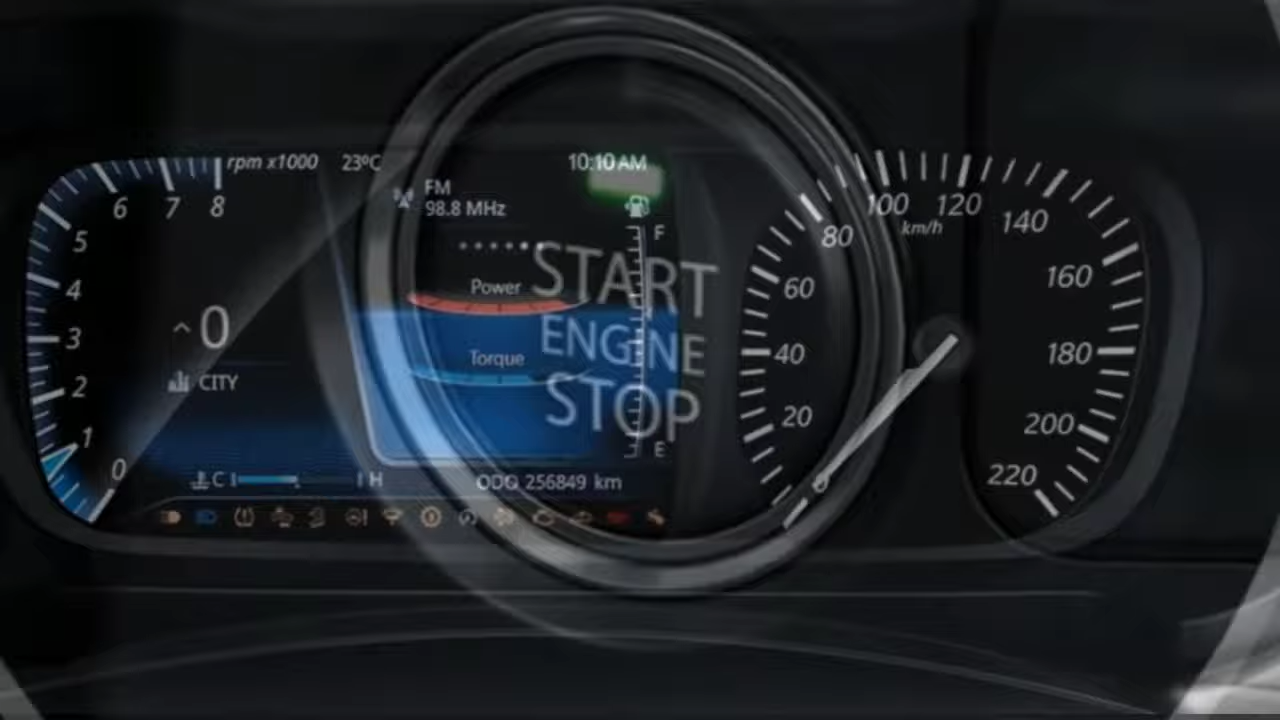 rpm x1000 23ºC 10:10 AM
FM
98.8 MHz
F
8
7
6
5
4
3
2
1
0
^0
CITY
Power
Torque
START
ENGINE
STOP
E
C H
ODO 256849 km
km/h
0
20
40
60
80
100
120
140
160
180
200
220